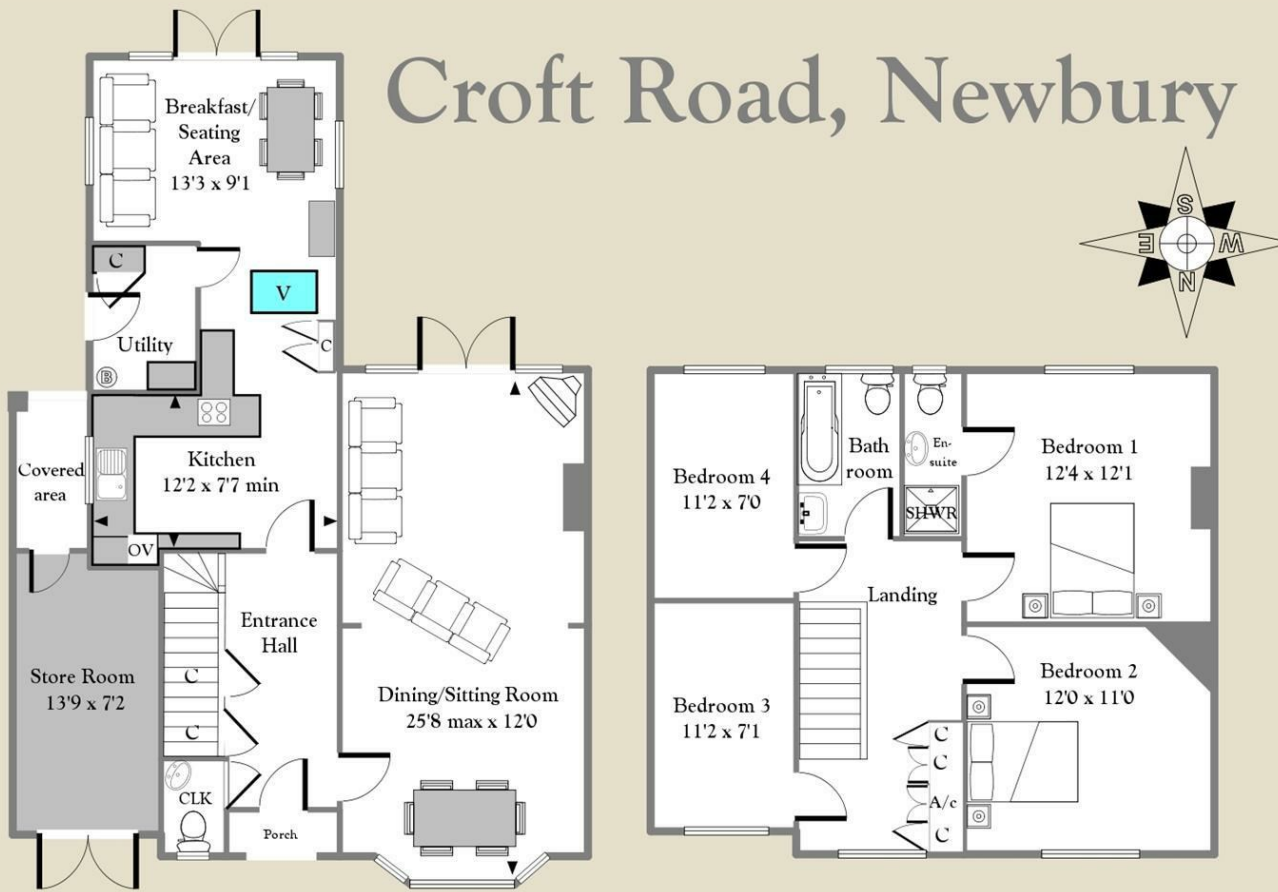 Croft Road, Newbury
S
E
W
N
Breakfast/
Seating
Area
13'3 x 9'1
C
V
Utility
C
B
Covered
area
Kitchen
12'2 x 7'7 min
OV
Entrance
Hall
Store Room
13'9 x 7'2
C
C
CLK
Porch
Dining/Sitting Room
25'8 max x 12'0
Bedroom 4
11'2 x 7'0
Bath
room
En-
suite
SHWR
Bedroom 1
12'4 x 12'1
Landing
Bedroom 3
11'2 x 7'1
Bedroom 2
12'0 x 11'0
C
C
A/c
C